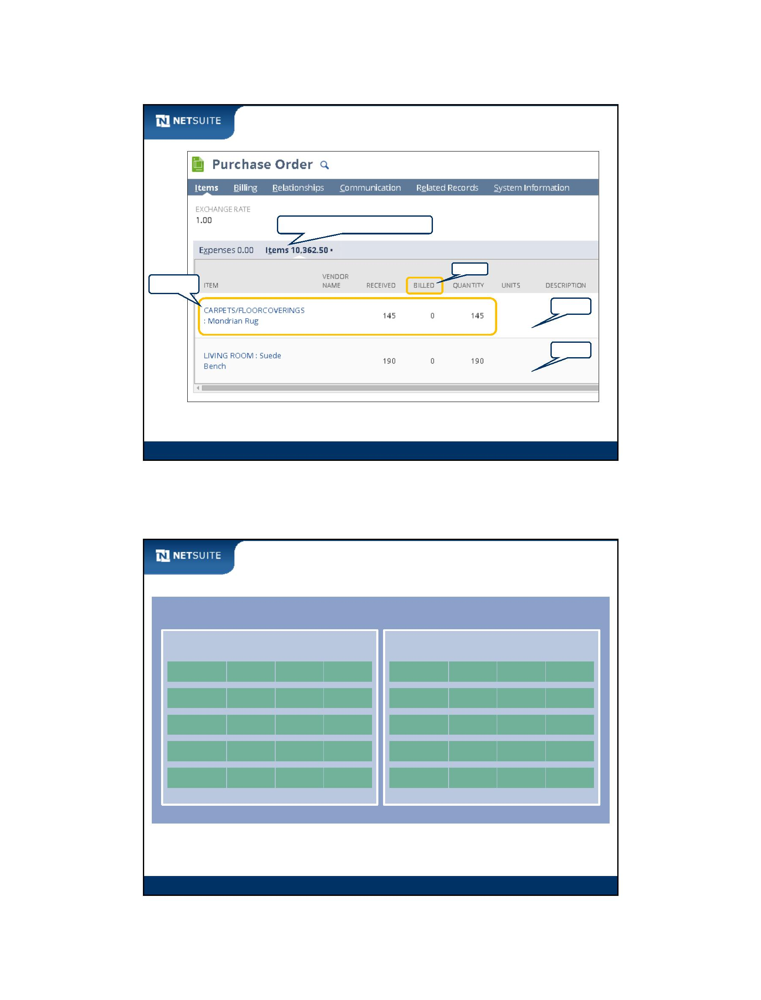 NETSUITE
Purchase Order
Items Billing Relationships Communication Related Records System Information
EXCHANGE RATE
1.00
Expenses 0.00 Items 10,362.50 •
ITEM VENDOR NAME RECEIVED BILLED QUANTITY UNITS DESCRIPTION
CARPETS/FLOORCOVERINGS
: Mondrian Rug 145 0 145
LIVING ROOM : Suede
Bench 190 0 190
NETSUITE